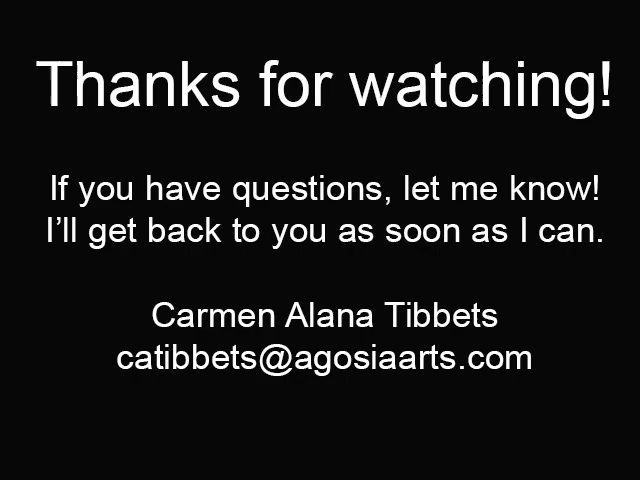 Thanks for watching!
If you have questions, let me know!
I’ll get back to you as soon as I can.
Carmen Alana Tibbets
catibbets@agosiaarts.com